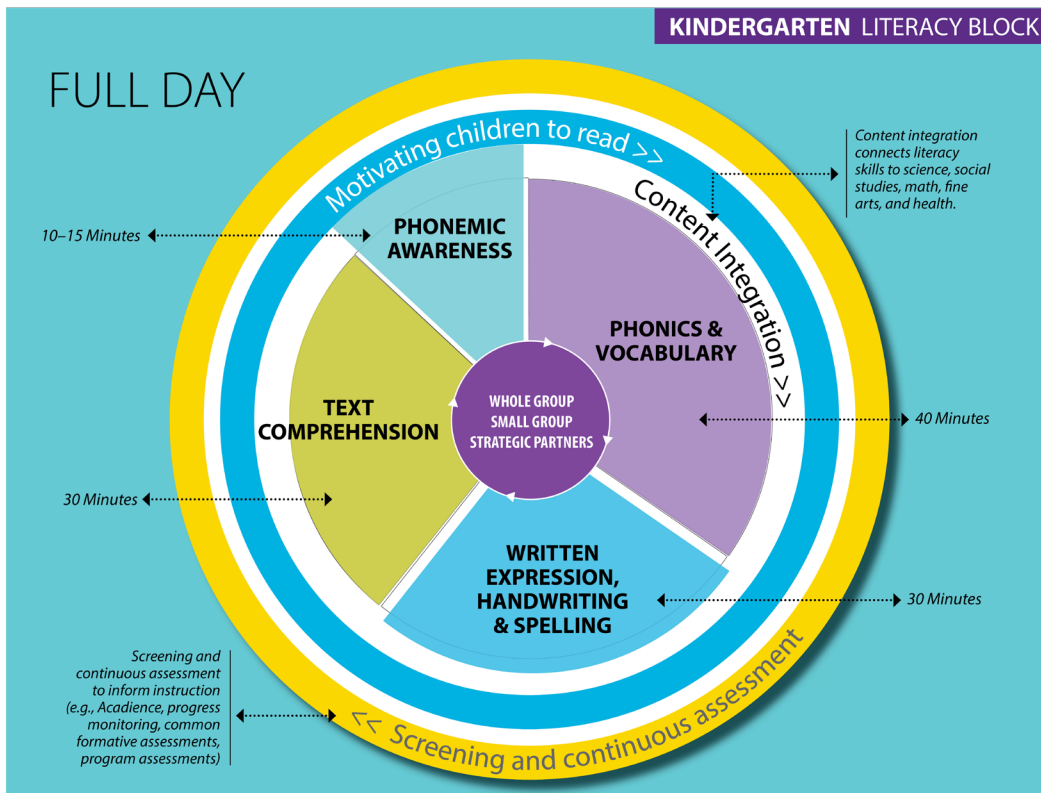 KINDERGARTEN LITERACY BLOCK
FULL DAY
Motivating children to read >>
Content Integration >>
Content integration
connects literacy
skills to science, social
studies, math, fine
arts, and health.
10–15 Minutes
PHONEMIC
AWARENESS
PHONICS &
VOCABULARY
WHOLE GROUP
SMALL GROUP
STRATEGIC PARTNERS
TEXT
COMPREHENSION
40 Minutes
30 Minutes
WRITTEN
EXPRESSION,
HANDWRITING
& SPELLING
30 Minutes
Screening and
continuous assessment
to inform instruction
(e.g., Acadience, progress
monitoring, common
formative assessments,
program assessments)
<< Screening and continuous assessment